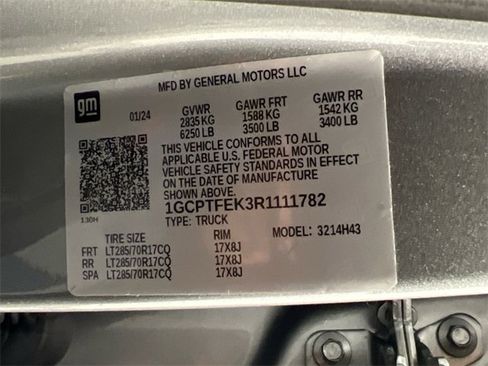 MFD BY GENERAL MOTORS LLC
gm
01/24
GVWR GAWR FRT GAWR RR
2835 KG 1588 KG 1542 KG
6250 LB 3500 LB 3400 LB
THIS VEHICLE CONFORMS TO ALL
APPLICABLE U.S. FEDERAL MOTOR
VEHICLE SAFETY STANDARDS IN EFFECT
ON THE DATE OF MANUFACTURE
SHOWN ABOVE.
1GCPTFEK3R1111782
TYPE: TRUCK
MODEL: 3214H43
TIRE SIZE RIM
FRT LT285/70R17CQ 17X8J
RR LT285/70R17CQ 17X8J
SPA LT285/70R17CQ 17X8J